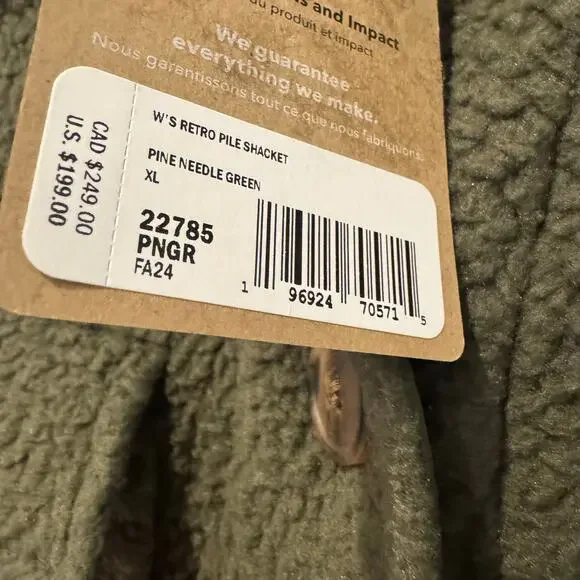 and Impact
du produit et impact
We guarantee
everything we make.
Nous garantissons tout ce que nous fabriquons.
CAD $249.00
U.S. $199.00
W'S RETRO PILE SHACKET
PINE NEEDLE GREEN
XL
22785
PNGR
FA24
1 96924 70571 5